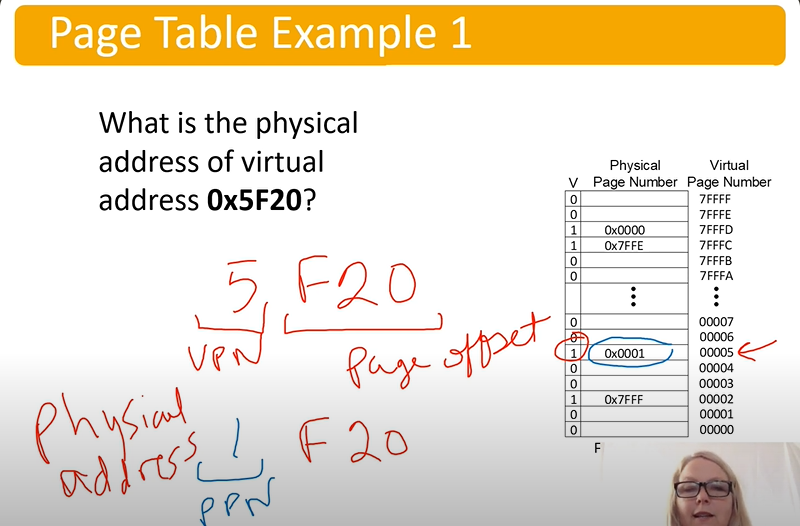 Page Table Example 1
What is the physical
address of virtual
address 0x5F20?
5 F20
VPN Page offset
Physical
address 1 F20
PPN
Physical Virtual
V Page Number Page Number
0 7FFFF
0 7FFFE
1 0x0000 7FFFD
1 0x7FFE 7FFFC
0 7FFFB
0 7FFFA
0 00007
0 00006
1 0x0001 00005
0 00004
0 00003
1 0x7FFF 00002
0 00001
0 00000
F